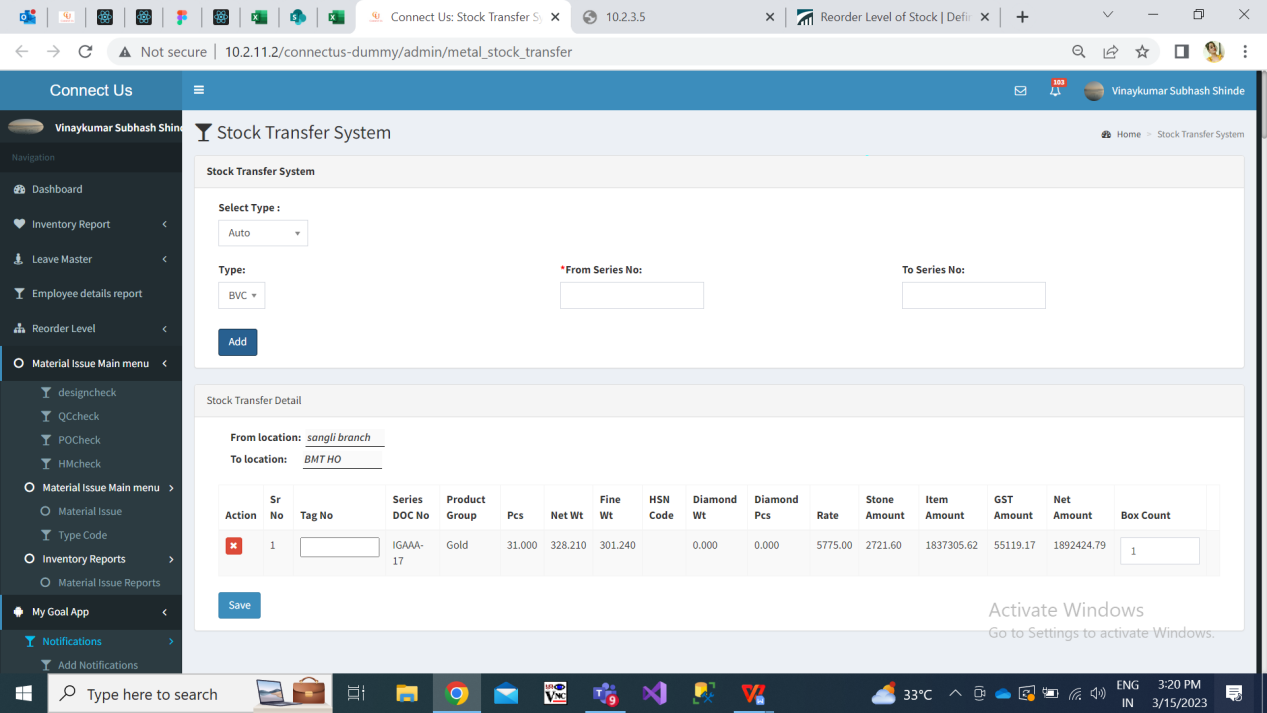 Connect Us: Stock Transfer Sy
10.2.3.5
Reorder Level of Stock | Defi
Not secure
10.2.11.2/connectus-dummy/admin/metal_stock_transfer
Connect Us
103
Vinaykumar Subhash Shinde
Vinaykumar Subhash Shind
Stock Transfer System
Home
Stock Transfer System
Navigation
Dashboard
Inventory Report
Leave Master
Employee details report
Reorder Level
Material Issue Main menu
designcheck
QCcheck
POCheck
HMcheck
Material Issue Main menu
Material Issue
Type Code
Inventory Reports
Material Issue Reports
My Goal App
Notifications
Add Notifications
Stock Transfer System
Select Type :
Auto
Type:
*From Series No:
To Series No:
BVC
Add
Stock Transfer Detail
From location: sangli branch
To location: BMT HO
Action
Sr No
Tag No
Series DOC No
Product Group
Pcs
Net Wt
Fine Wt
HSN Code
Diamond Wt
Diamond Pcs
Rate
Stone Amount
Item Amount
GST Amount
Net Amount
Box Count
1
IGAAA-17
Gold
31.000
328.210
301.240
0.000
0.000
5775.00
2721.60
1837305.62
55119.17
1892424.79
1
Save
Activate Windows
Go to Settings to activate Windows.
Type here to search
VNC
9
33°C
ENG
IN
3:20 PM
3/15/2023